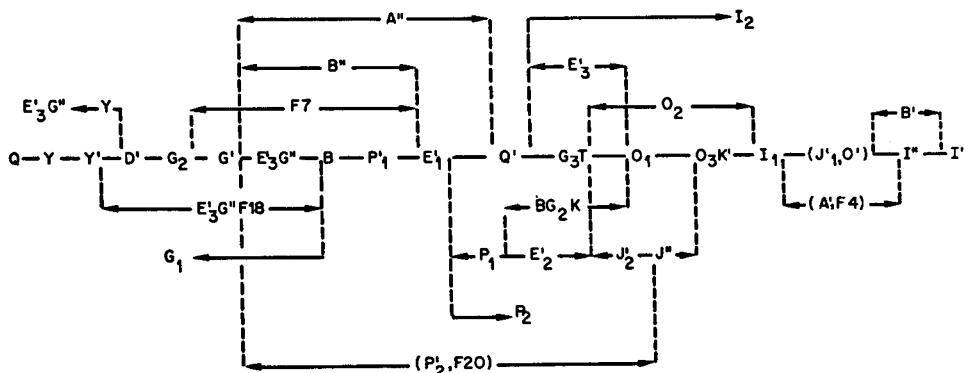 A"
I2
B"
E'3
E'3G" Y
F7
O2
B'
Q Y Y' D' G2 G' E'3G" B P'1 E'1 Q' G3T O1 O3K' I1 (J'1,O') I" I'
E'3G"F18
BG2K
(A',F4)
G1
P1 E'2 J'2 J"
P2
(P'2,F20)